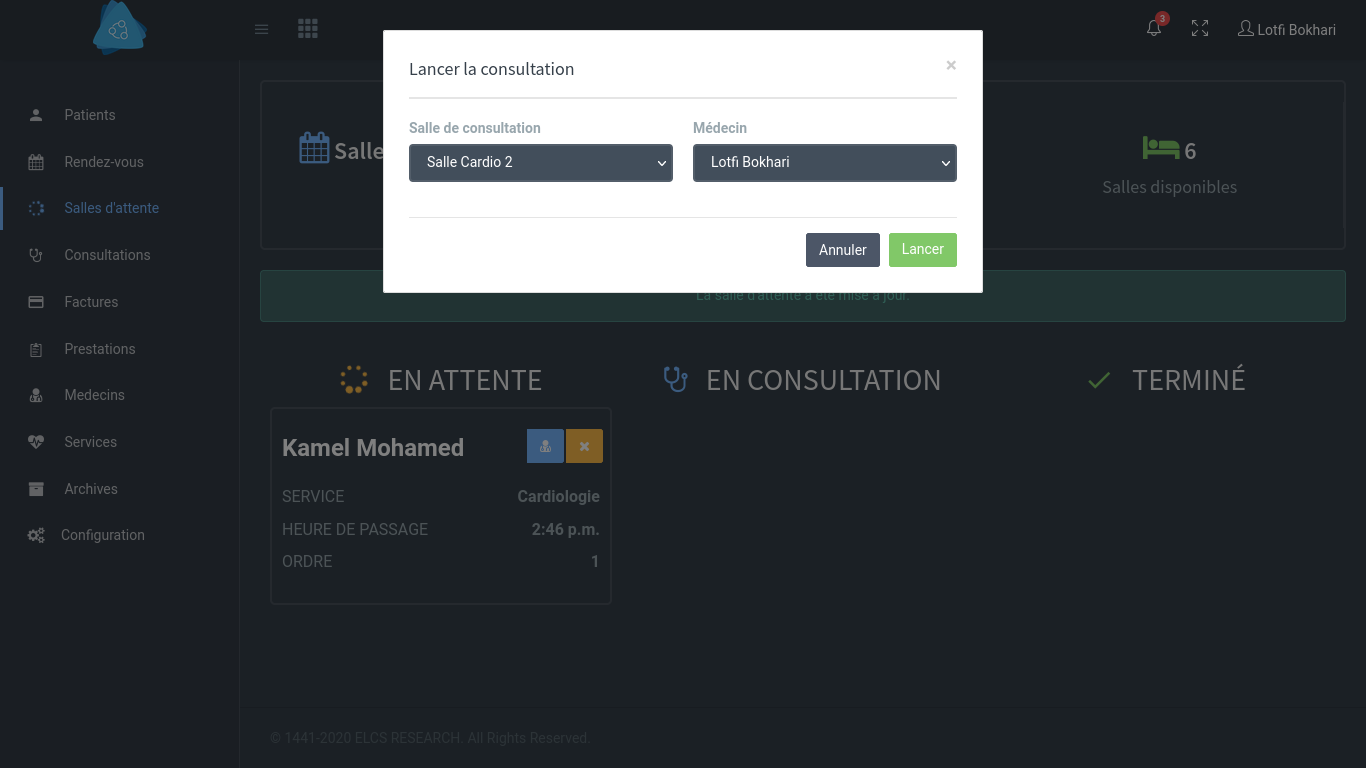 3
Lotfi Bokhari
Lancer la consultation
×
Salle de consultation
Médecin
Salle Cardio 2
Lotfi Bokhari
Annuler
Lancer
Patients
Rendez-vous
Salles d'attente
Consultations
Factures
Prestations
Medecins
Services
Archives
Configuration
Salle
6
Salles disponibles
La salle d'attente a été mise à jour.
EN ATTENTE
EN CONSULTATION
TERMINÉ
Kamel Mohamed
SERVICE
Cardiologie
HEURE DE PASSAGE
2:46 p.m.
ORDRE
1
© 1441-2020 ELCS RESEARCH. All Rights Reserved.